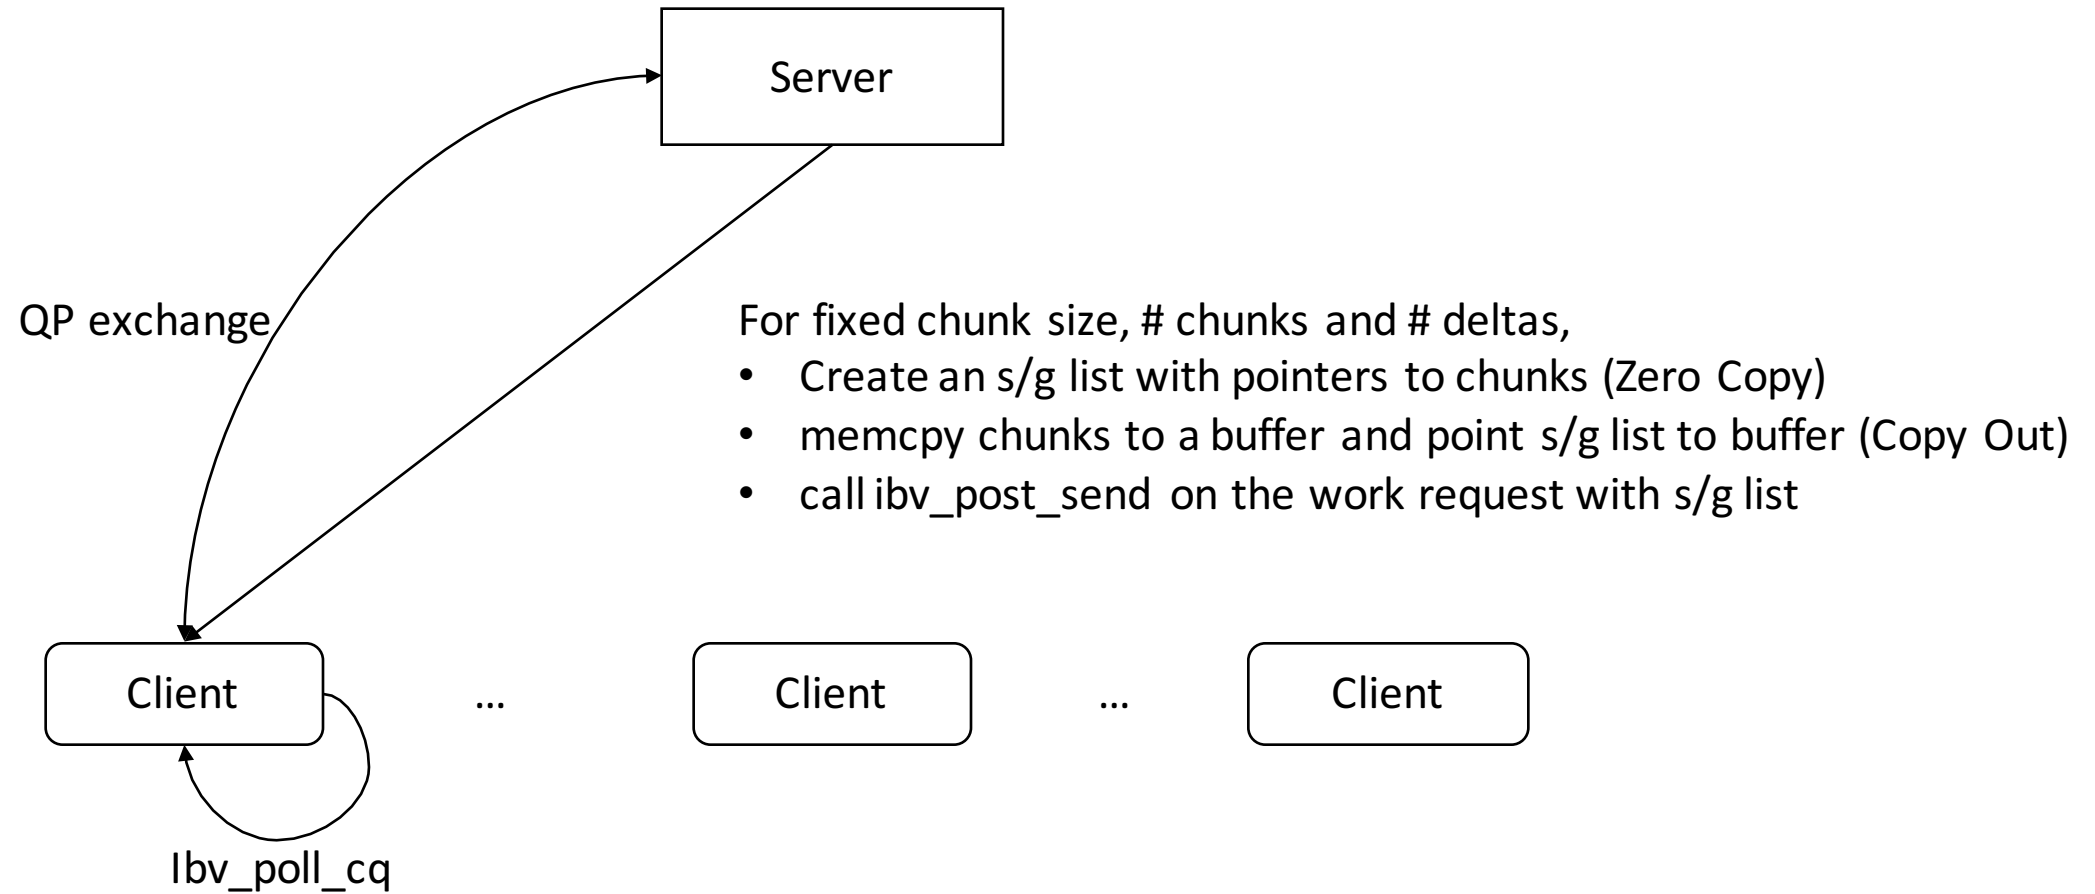 Server
QP exchange
For fixed chunk size, # chunks and # deltas,
• Create an s/g list with pointers to chunks (Zero Copy)
• memcpy chunks to a buffer and point s/g list to buffer (Copy Out)
• call ibv_post_send on the work request with s/g list
Client
...
Client
...
Client
Ibv_poll_cq